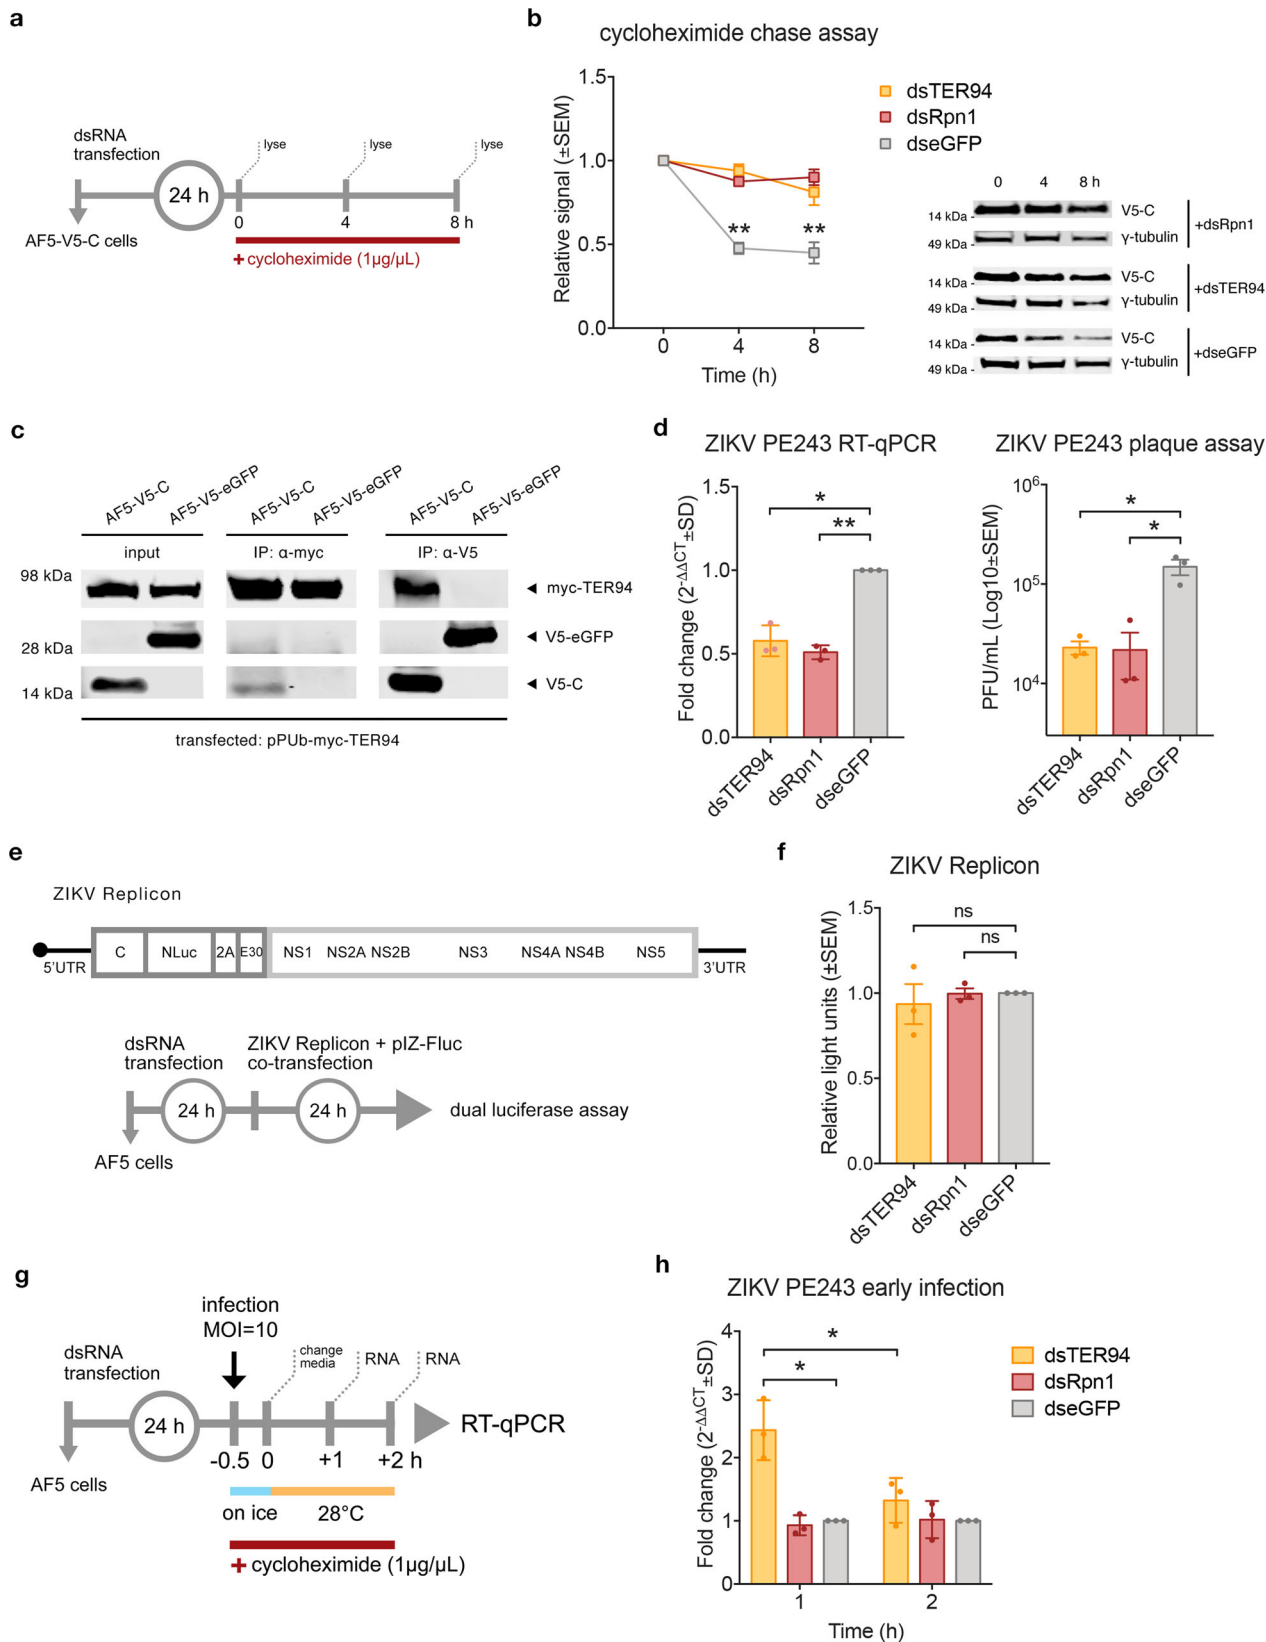 a
dsRNA
transfection
lyse
lyse
lyse
24 h
0
4
8 h
AF5-V5-C cells
+ cycloheximide (1µg/µL)
b
cycloheximide chase assay
Relative signal (±SEM)
1.5
1.0
0.5
0.0
**
**
0
4
8
Time (h)
dsTER94
dsRpn1
dseGFP
0
4
8 h
14 kDa -
V5-C
49 kDa -
γ-tubulin
+dsRpn1
14 kDa -
V5-C
49 kDa -
γ-tubulin
+dsTER94
14 kDa -
V5-C
49 kDa -
γ-tubulin
+dseGFP
c
AF5-V5-C
AF5-V5-eGFP
AF5-V5-C
AF5-V5-eGFP
AF5-V5-C
AF5-V5-eGFP
input
IP: α-myc
IP: α-V5
98 kDa
myc-TER94
28 kDa
V5-eGFP
14 kDa
V5-C
transfected: pPUb-myc-TER94
d
ZIKV PE243 RT-qPCR
Fold change (2-ΔΔCT±SD)
1.5
1.0
0.5
0.0
*
**
dsTER94
dsRpn1
dseGFP
ZIKV PE243 plaque assay
PFU/mL (Log10±SEM)
10⁶
10⁵
10⁴
*
*
dsTER94
dsRpn1
dseGFP
e
ZIKV Replicon
5'UTR
C
NLuc
2A
E30
NS1
NS2A
NS2B
NS3
NS4A
NS4B
NS5
3'UTR
dsRNA
transfection
ZIKV Replicon + pIZ-Fluc
co-transfection
24 h
24 h
dual luciferase assay
AF5 cells
f
ZIKV Replicon
Relative light units (±SEM)
1.5
1.0
0.5
0.0
ns
ns
dsTER94
dsRpn1
dseGFP
g
infection
MOI=10
dsRNA
transfection
change
media
RNA
RNA
24 h
RT-qPCR
-0.5
0
+1
+2 h
AF5 cells
on ice
28°C
+ cycloheximide (1µg/µL)
h
ZIKV PE243 early infection
Fold change (2-ΔΔCT±SD)
4
3
2
1
0
*
*
1
2
Time (h)
dsTER94
dsRpn1
dseGFP